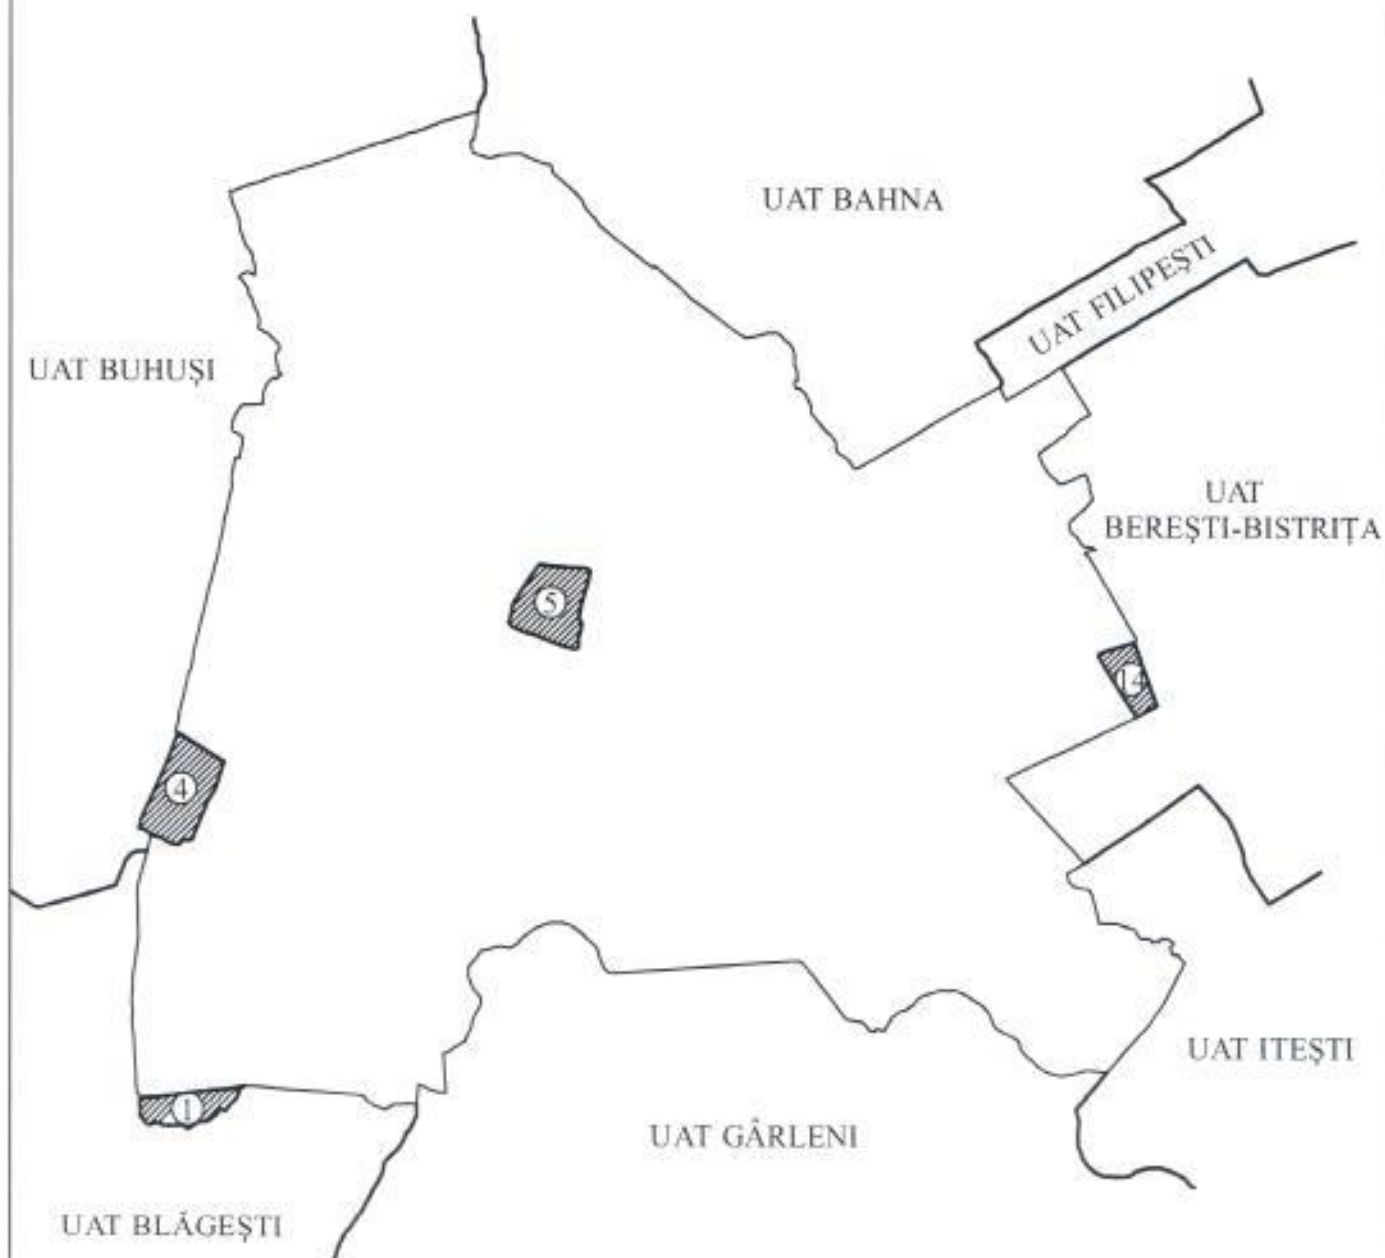 UAT BAHNA
UAT FILIPEȘTI
UAT BUHUȘI
UAT
BEREȘTI-BISTRIȚA
5
14
4
UAT ITEȘTI
1
UAT GÂRLENI
UAT BLĂGEȘTI